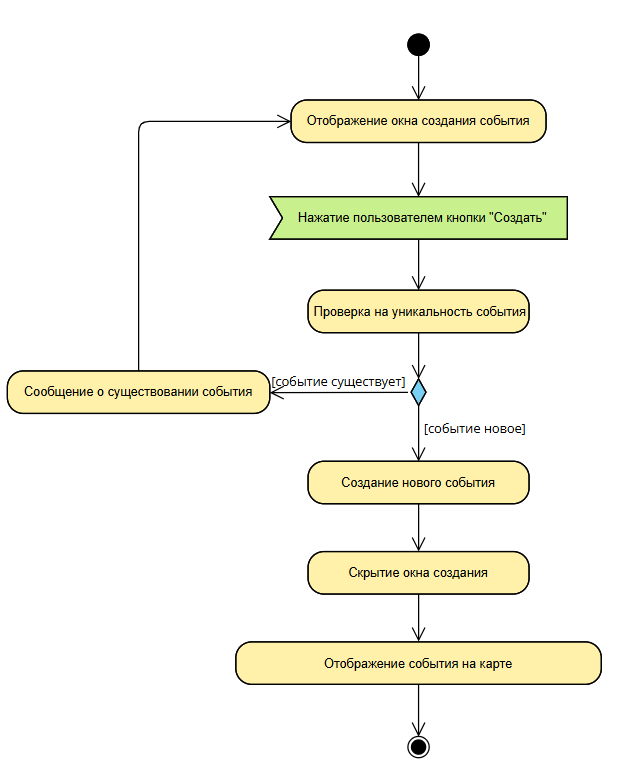 Отображение окна создания события
Нажатие пользователем кнопки "Создать"
Проверка на уникальность события
[событие существует]
Сообщение о существовании события
[событие новое]
Создание нового события
Скрытие окна создания
Отображение события на карте